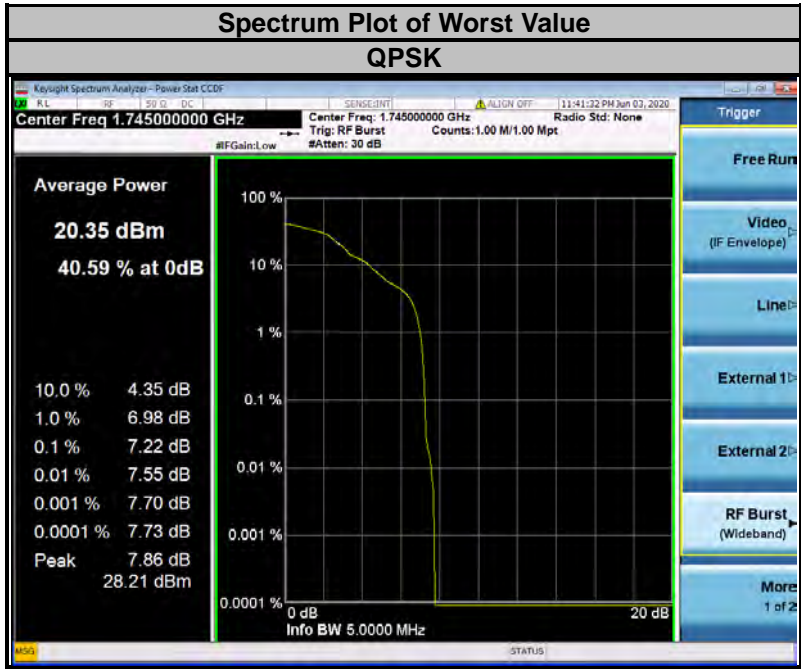 Spectrum Plot of Worst Value
QPSK
Keysight Spectrum Analyzer - Power Stat CCDF
RL RF 50 Ω DC SENSE:INT ALIGN OFF 11:41:32 PM Jun 03, 2020
Center Freq 1.745000000 GHz
Center Freq: 1.745000000 GHz Radio Std: None
Trig: RF Burst Counts:1.00 M/1.00 Mpt
#IFGain:Low #Atten: 30 dB
Average Power
20.35 dBm
40.59 % at 0dB
10.0 % 4.35 dB
1.0 % 6.98 dB
0.1 % 7.22 dB
0.01 % 7.55 dB
0.001 % 7.70 dB
0.0001 % 7.73 dB
Peak 7.86 dB
28.21 dBm
100 %
10 %
1 %
0.1 %
0.01 %
0.001 %
0.0001 %
0 dB 20 dB
Info BW 5.0000 MHz
Trigger
Free Run
Video
(IF Envelope)
Line
External 1
External 2
RF Burst
(Wideband)
More
1 of 2
MSG STATUS